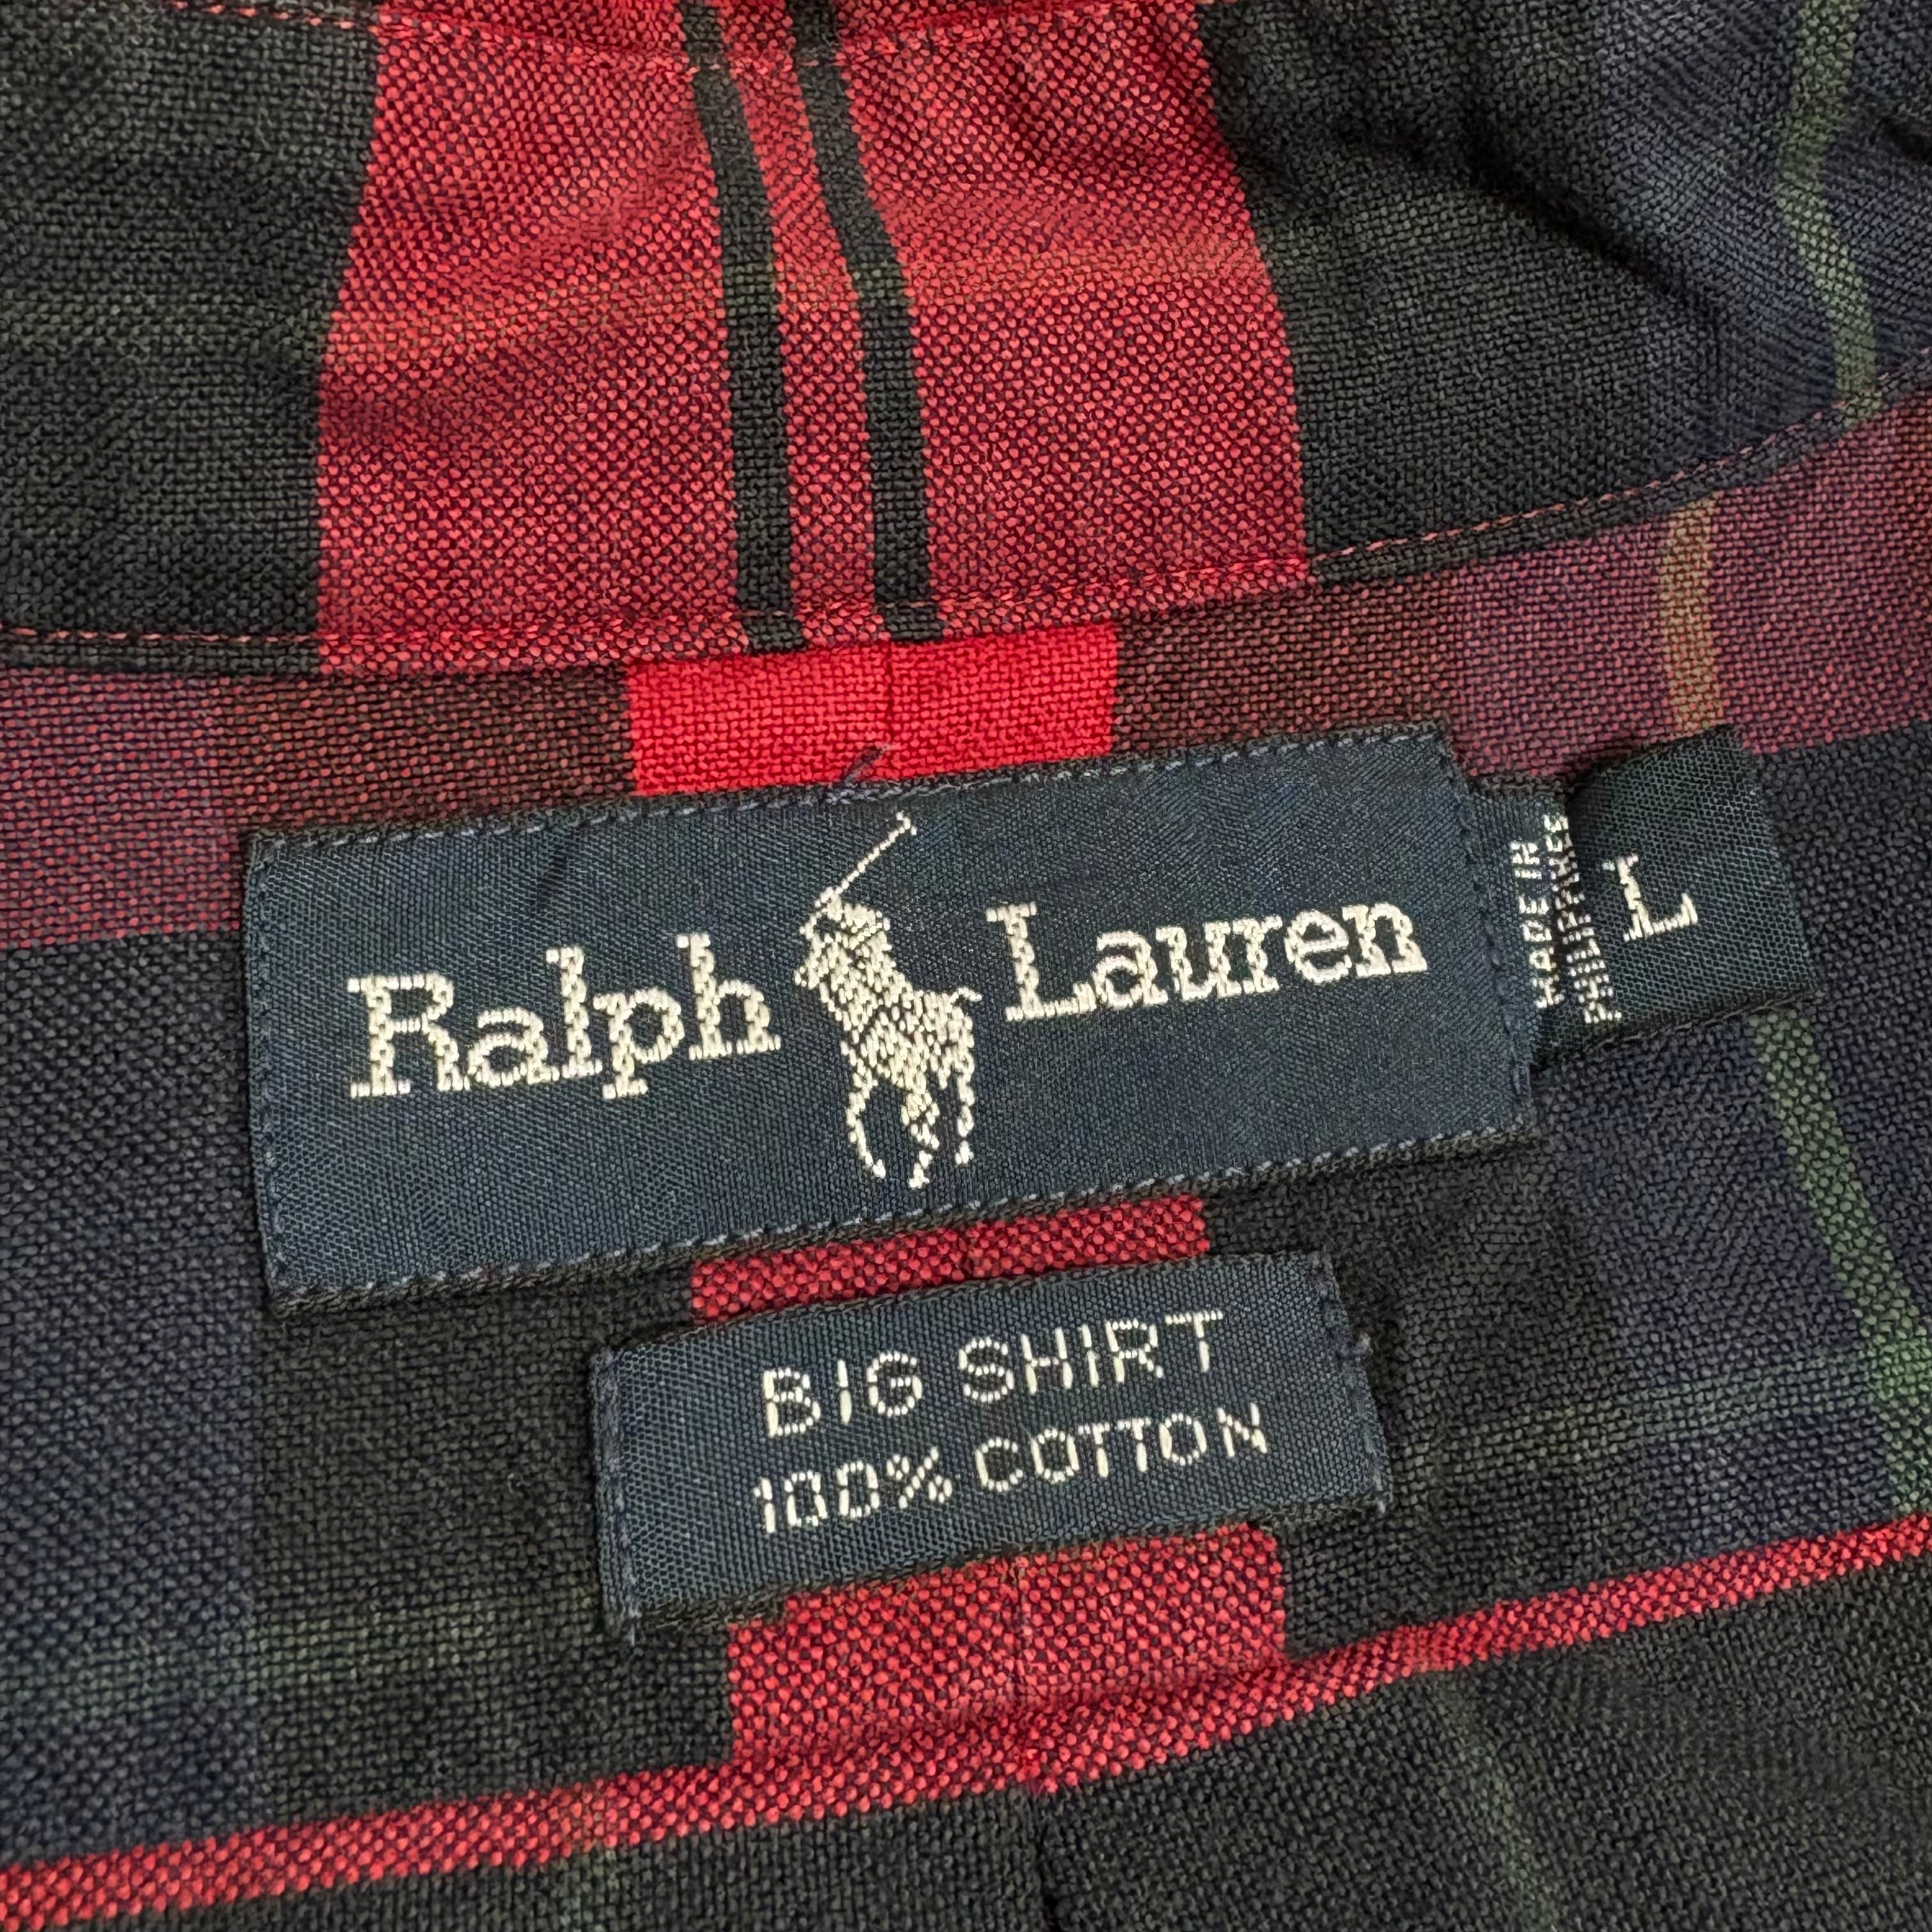 Ralph Lauren
MADE IN
PHILIPPINES
L
BIG SHIRT
100% COTTON